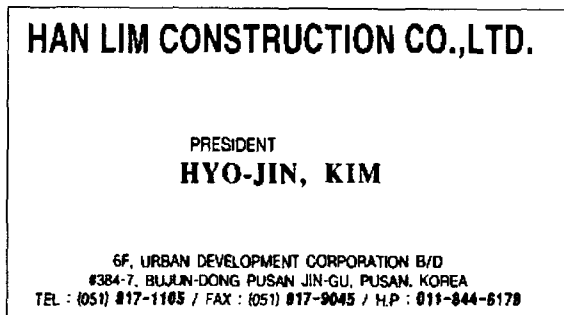 HAN LIM CONSTRUCTION CO.,LTD.
PRESIDENT
HYO-JIN, KIM
6F, URBAN DEVELOPMENT CORPORATION B/D
#384-7, BUJUN-DONG PUSAN JIN-GU, PUSAN, KOREA
TEL : (051) 817-1105 / FAX : (051) 817-9045 / H.P : 011-844-6179